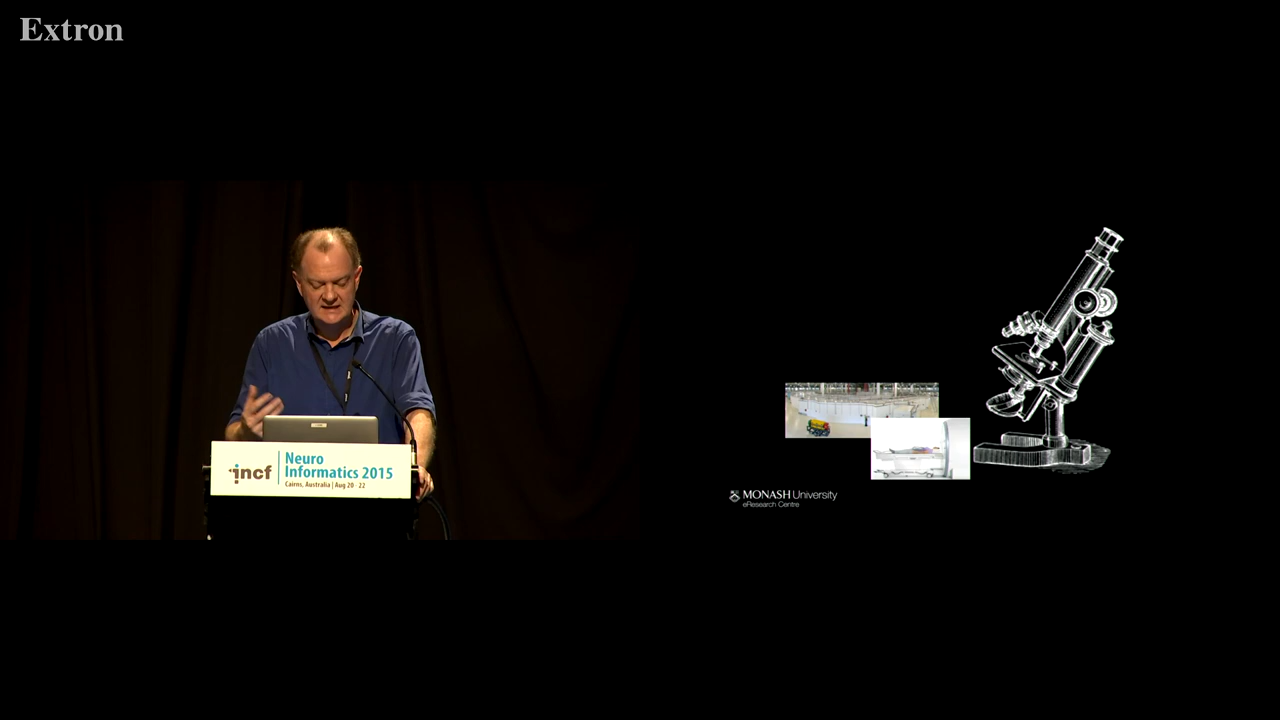 Extron
incf
Neuro
Informatics 2015
Cairns, Australia | Aug 20 - 22
MONASH University
eResearch Centre